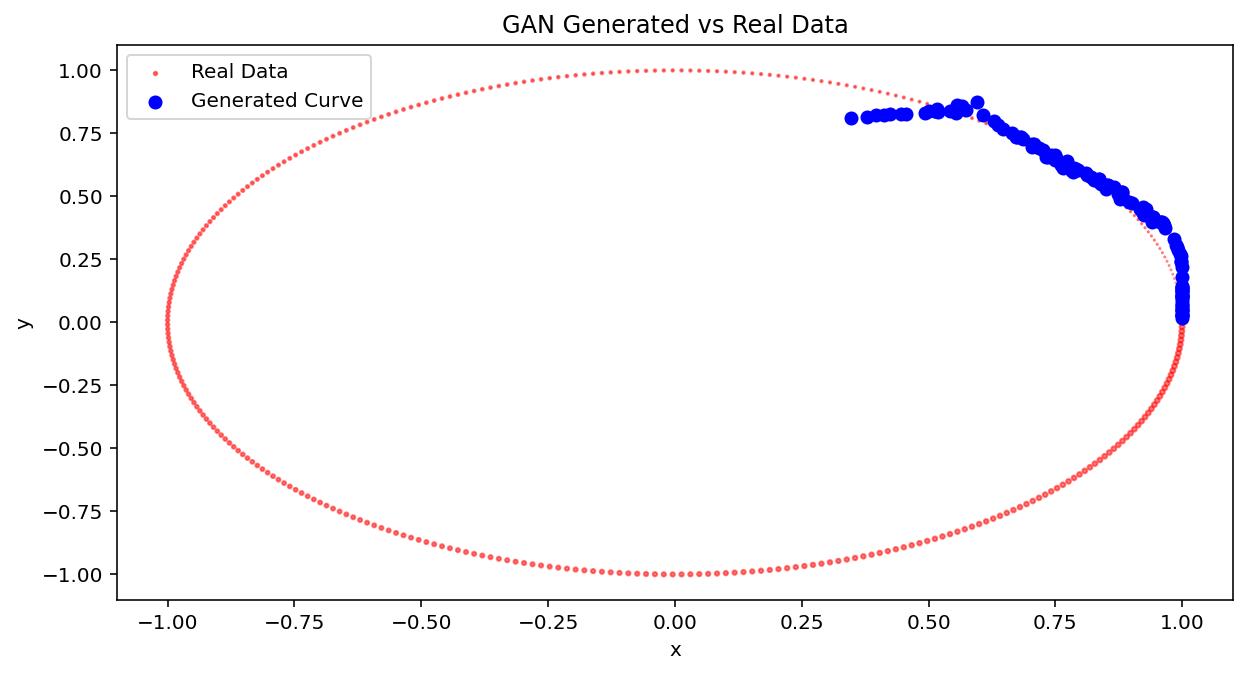 GAN Generated vs Real Data
Real Data
Generated Curve
1.00
0.75
0.50
0.25
0.00
−0.25
−0.50
−0.75
−1.00
y
−1.00 −0.75 −0.50 −0.25 0.00 0.25 0.50 0.75 1.00
x